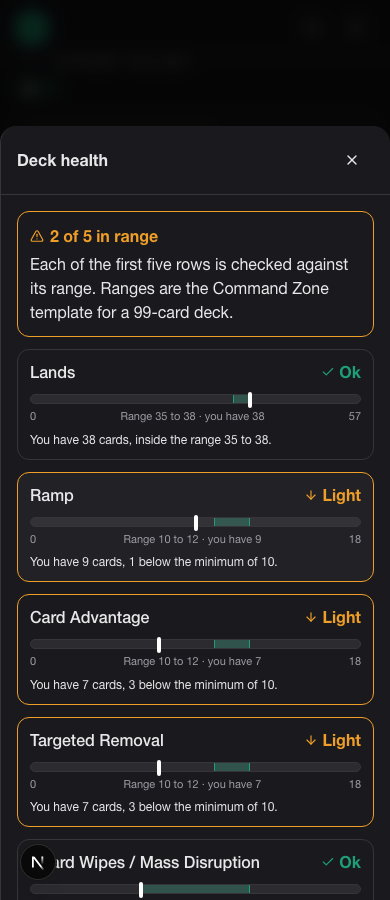 Deck health
2 of 5 in range
Each of the first five rows is checked against
its range. Ranges are the Command Zone
template for a 99-card deck.
Lands
Ok
0
Range 35 to 38 · you have 38
57
You have 38 cards, inside the range 35 to 38.
Ramp
Light
0
Range 10 to 12 · you have 9
18
You have 9 cards, 1 below the minimum of 10.
Card Advantage
Light
0
Range 10 to 12 · you have 7
18
You have 7 cards, 3 below the minimum of 10.
Targeted Removal
Light
0
Range 10 to 12 · you have 7
18
You have 7 cards, 3 below the minimum of 10.
N
ard Wipes / Mass Disruption
Ok